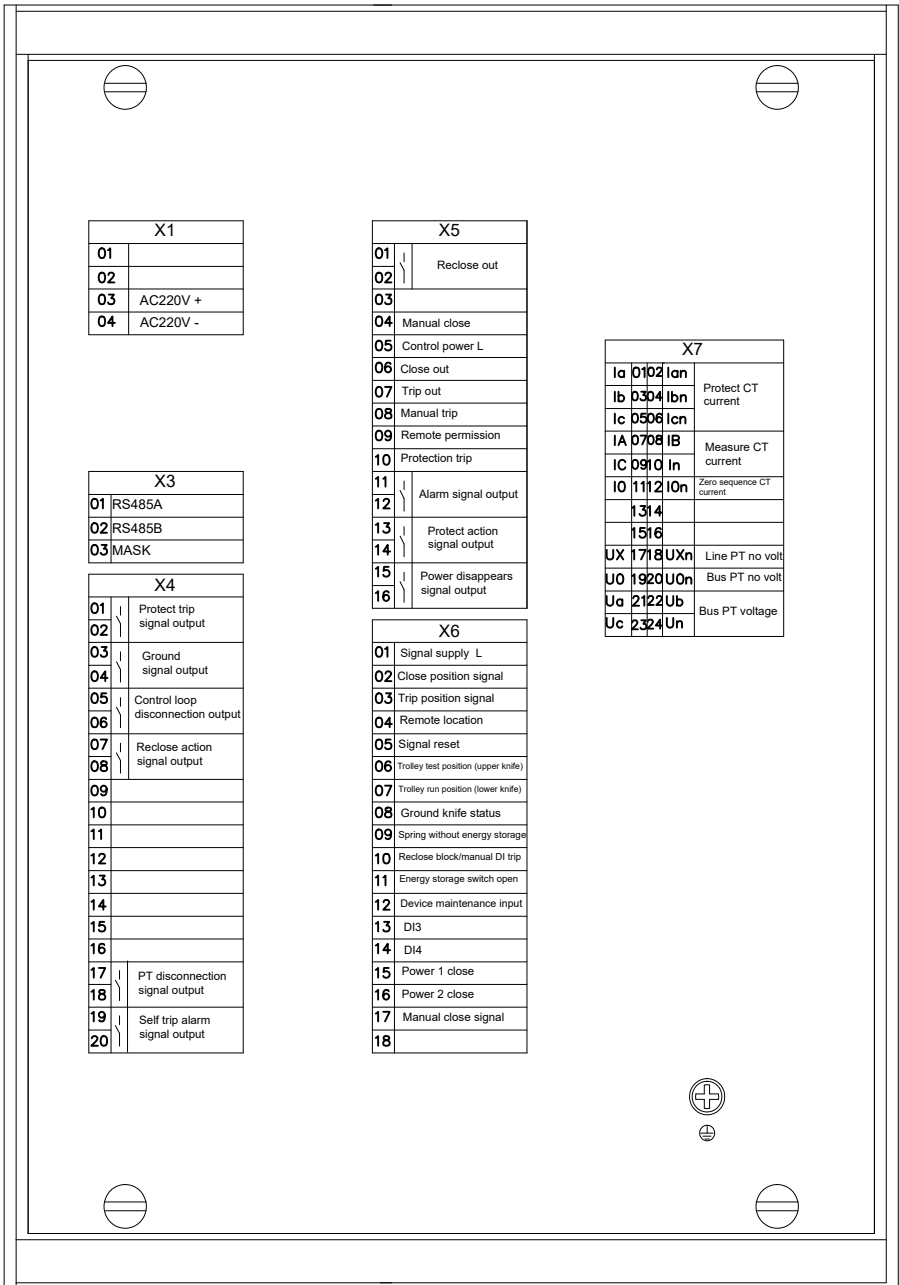 X1
01
02
03 AC220V +
04 AC220V -
X3
01 RS485A
02 RS485B
03 MASK
X4
01 Protect trip
02 signal output
03 Ground
04 signal output
05 Control loop
06 disconnection output
07 Reclose action
08 signal output
09
10
11
12
13
14
15
16
17 PT disconnection
18 signal output
19 Self trip alarm
20 signal output
X5
01 Reclose out
02
03
04 Manual close
05 Control power L
06 Close out
07 Trip out
08 Manual trip
09 Remote permission
10 Protection trip
11 Alarm signal output
12
13 Protect action
14 signal output
15 Power disappears
16 signal output
X6
01 Signal supply L
02 Close position signal
03 Trip position signal
04 Remote location
05 Signal reset
06 Trolley test position (upper knife)
07 Trolley run position (lower knife)
08 Ground knife status
09 Spring without energy storage
10 Reclose block/manual DI trip
11 Energy storage switch open
12 Device maintenance input
13 DI3
14 DI4
15 Power 1 close
16 Power 2 close
17 Manual close signal
18
X7
Ia 01 02 Ian Protect CT
Ib 03 04 Ibn current
Ic 05 06 Icn
IA 07 08 IB Measure CT
IC 09 10 In current
I0 11 12 I0n Zero sequence CT
current
13 14
15 16
UX 17 18 UXn Line PT no volt
U0 19 20 U0n Bus PT no volt
Ua 21 22 Ub Bus PT voltage
Uc 23 24 Un